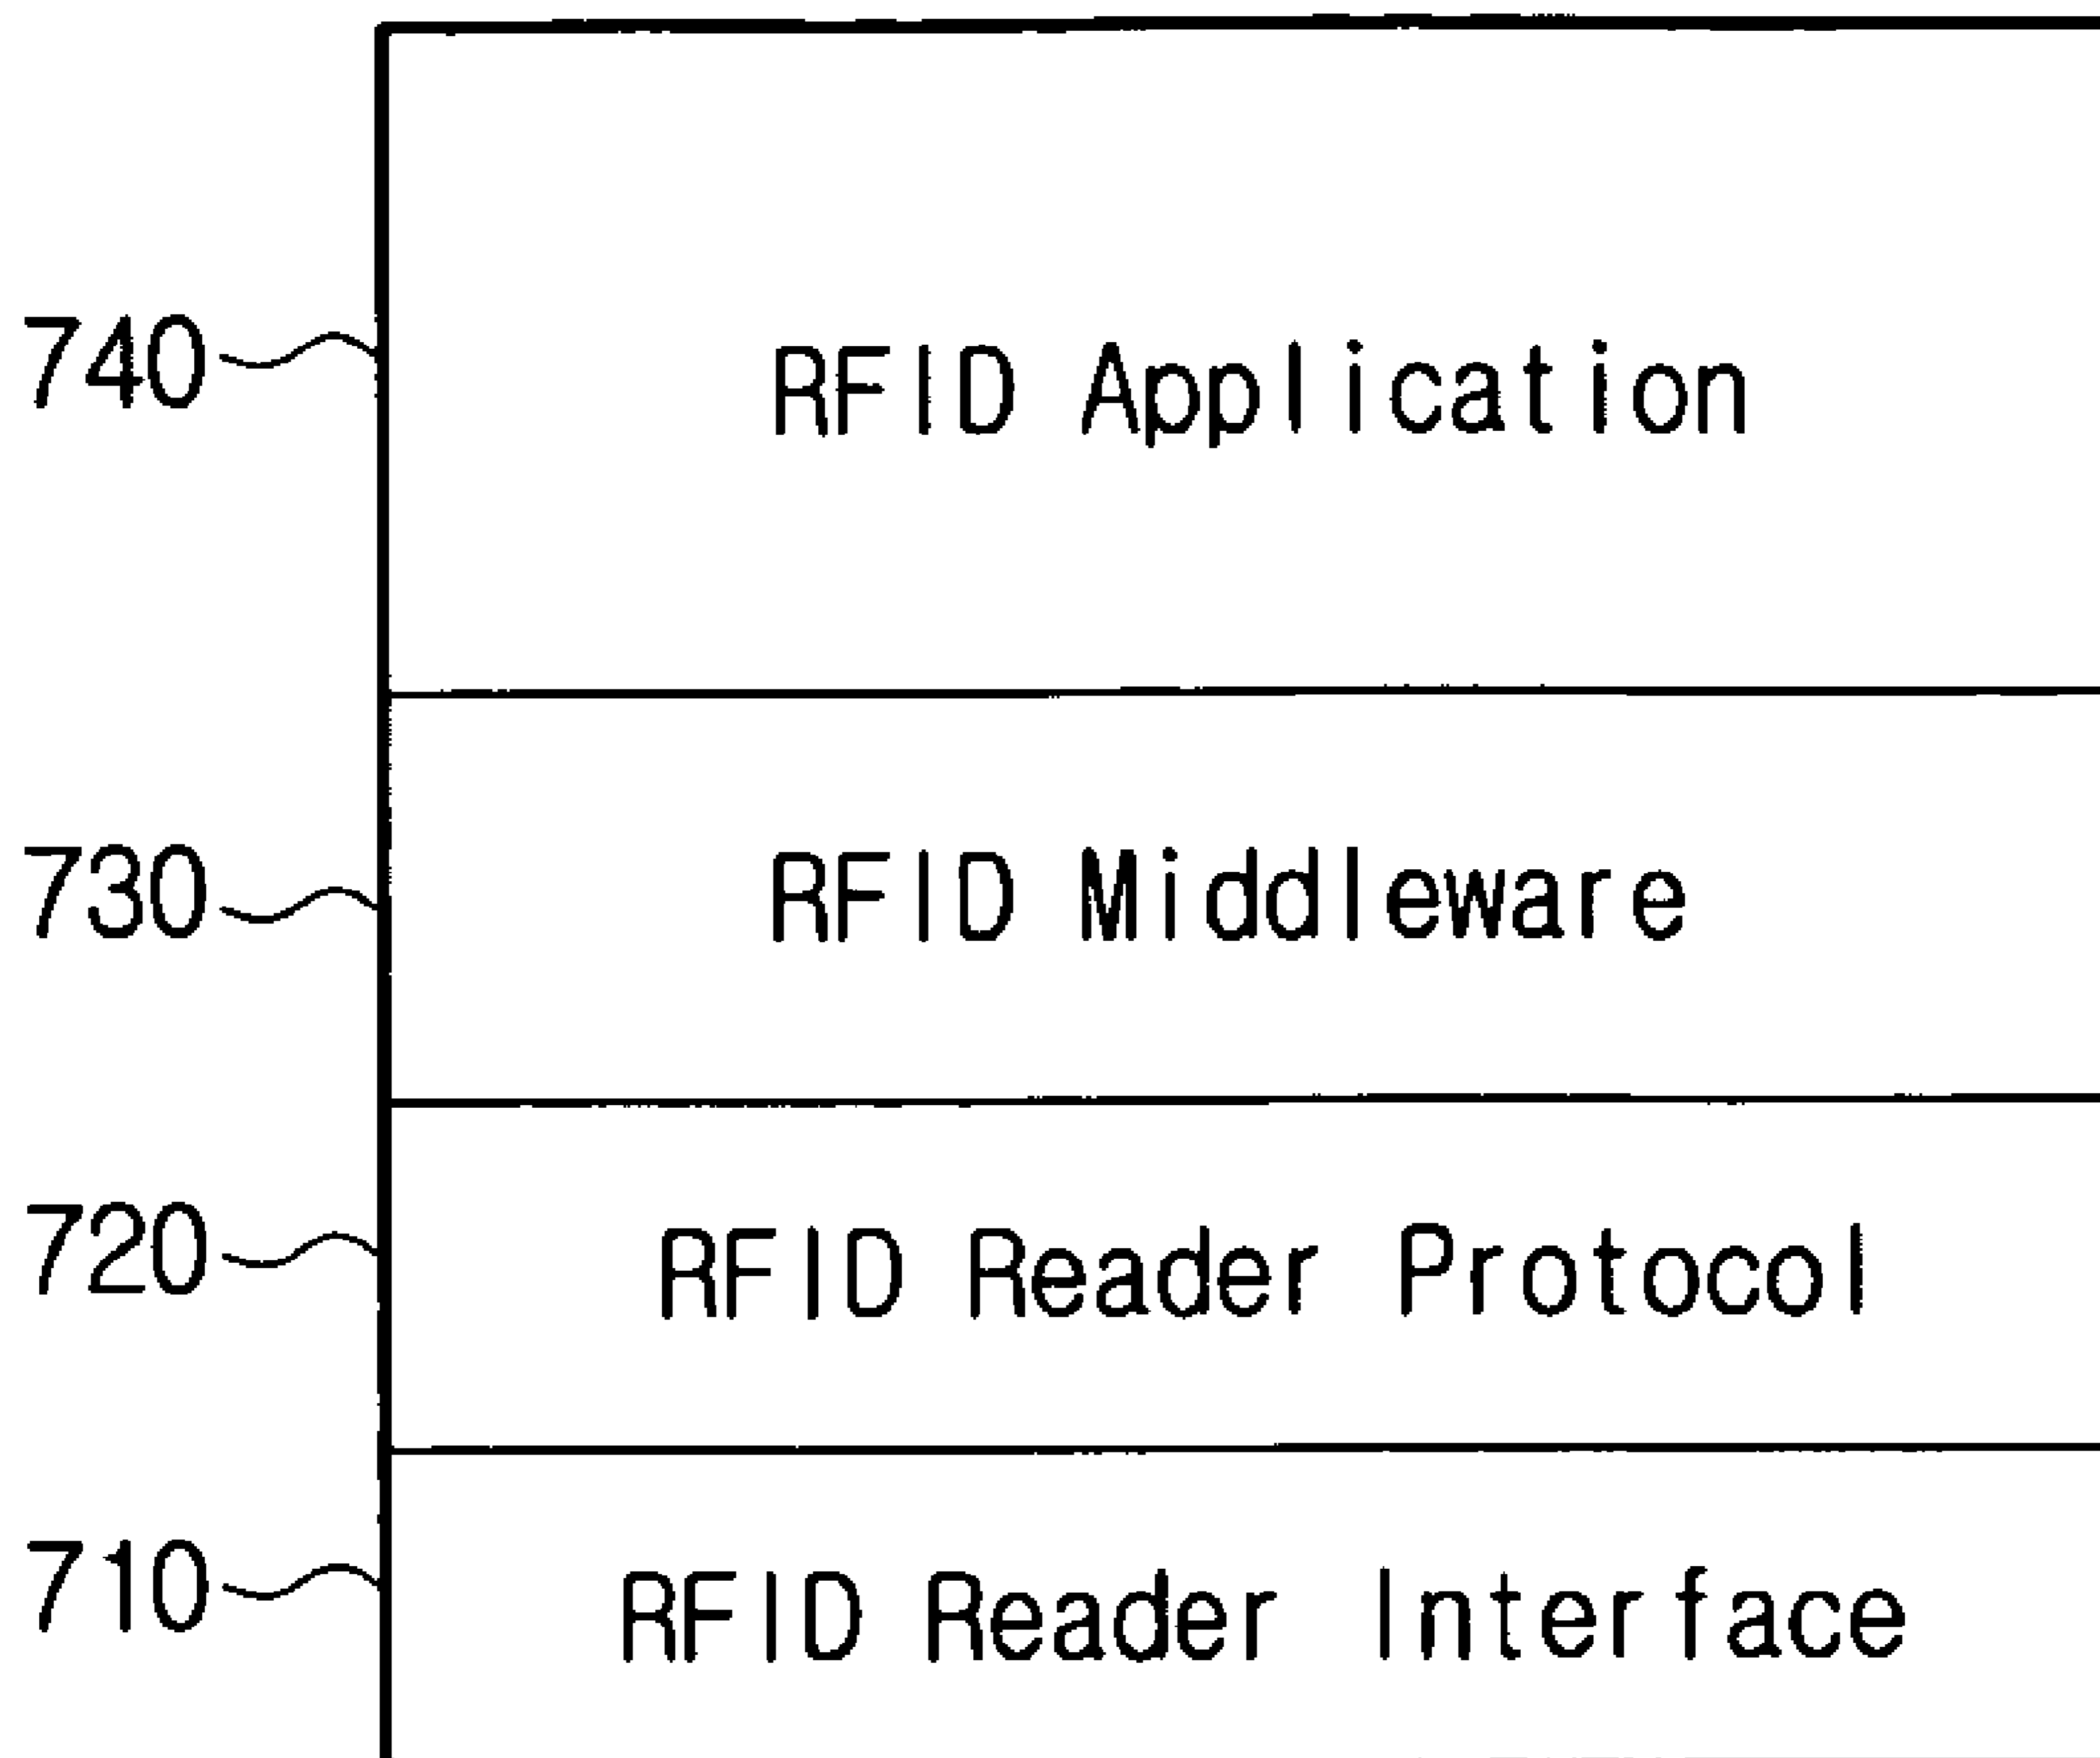 740 RFID Application
730 RFID Middleware
720 RFID Reader Protocol
710 RFID Reader Interface